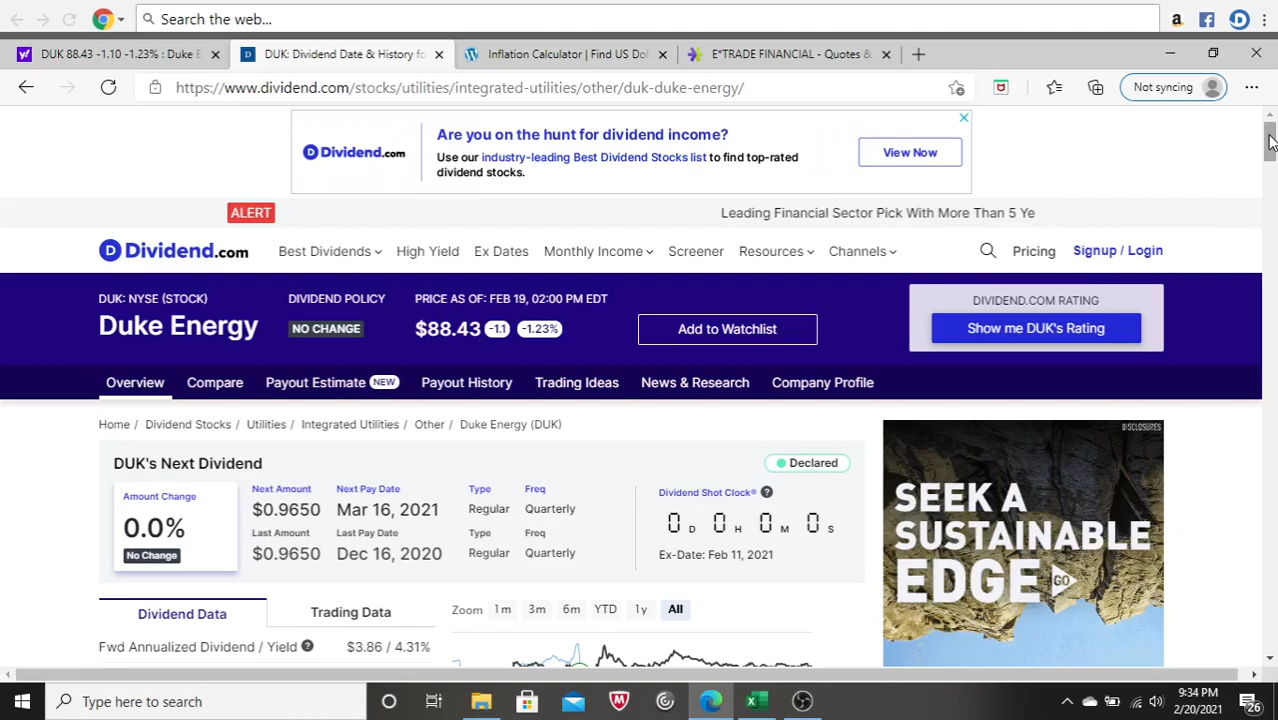 Search the web...
DUK 88.43 -1.10 -1.23% : Duke E
DUK: Dividend Date & History fo
Inflation Calculator | Find US Do
E*TRADE FINANCIAL - Quotes &
https://www.dividend.com/stocks/utilities/integrated-utilities/other/duk-duke-energy/
Not syncing
Dividend.com
Are you on the hunt for dividend income?
Use our industry-leading Best Dividend Stocks list to find top-rated
dividend stocks.
View Now
ALERT
Leading Financial Sector Pick With More Than 5 Ye
Dividend.com
Best Dividends
High Yield
Ex Dates
Monthly Income
Screener
Resources
Channels
Pricing
Signup / Login
DUK: NYSE (STOCK)
Duke Energy
DIVIDEND POLICY
NO CHANGE
PRICE AS OF: FEB 19, 02:00 PM EDT
$88.43 -1.1 -1.23%
Add to Watchlist
DIVIDEND.COM RATING
Show me DUK's Rating
Overview
Compare
Payout Estimate NEW
Payout History
Trading Ideas
News & Research
Company Profile
Home / Dividend Stocks / Utilities / Integrated Utilities / Other / Duke Energy (DUK)
DUK's Next Dividend
Declared
Amount Change
0.0%
No Change
Next Amount
$0.9650
Last Amount
$0.9650
Next Pay Date
Mar 16, 2021
Last Pay Date
Dec 16, 2020
Type
Regular
Type
Regular
Freq
Quarterly
Freq
Quarterly
Dividend Shot Clock® ?
0 D 0 H 0 M 0 S
Ex-Date: Feb 11, 2021
DISCLOSURES
SEEK A
SUSTAINABLE
EDGE GO
Dividend Data
Trading Data
Zoom 1m 3m 6m YTD 1y All
Fwd Annualized Dividend / Yield ? $3.86 / 4.31%
Type here to search
9:34 PM
2/20/2021
26